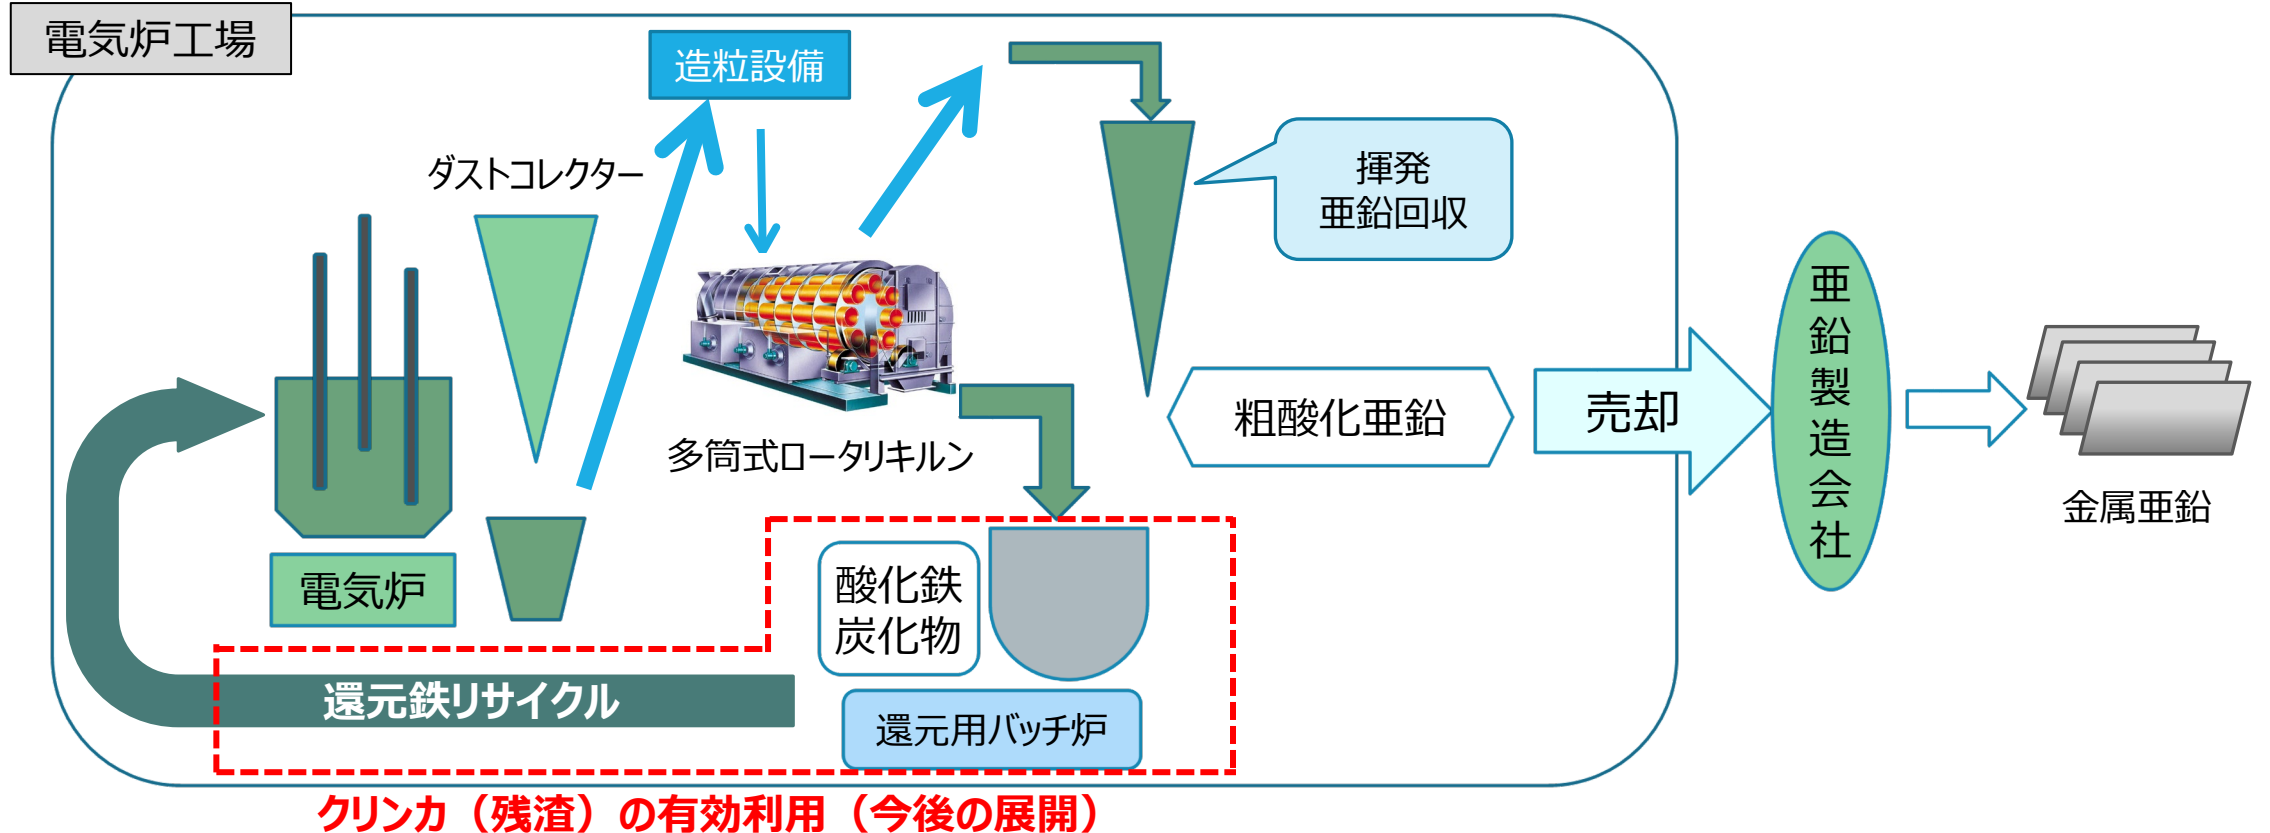 電気炉工場
造粒設備
ダストコレクター
揮発
亜鉛回収
多筒式ロータリキルン
粗酸化亜鉛
売却
亜鉛製造会社
金属亜鉛
電気炉
酸化鉄
炭化物
還元鉄リサイクル
還元用バッチ炉
クリンカ（残渣）の有効利用（今後の展開）